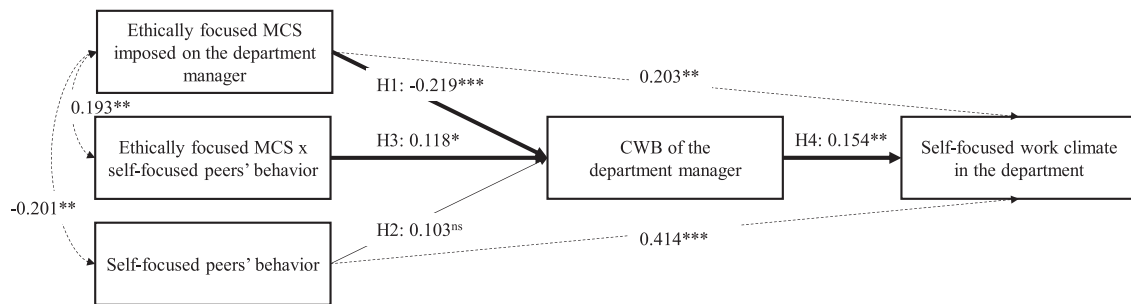 Ethically focused MCS
imposed on the department
manager
0.203**
H1: -0.219***
0.193**
Ethically focused MCS x
self-focused peers’ behavior
H3: 0.118*
CWB of the
department manager
H4: 0.154**
Self-focused work climate
in the department
-0.201**
H2: 0.103ns
0.414***
Self-focused peers’ behavior